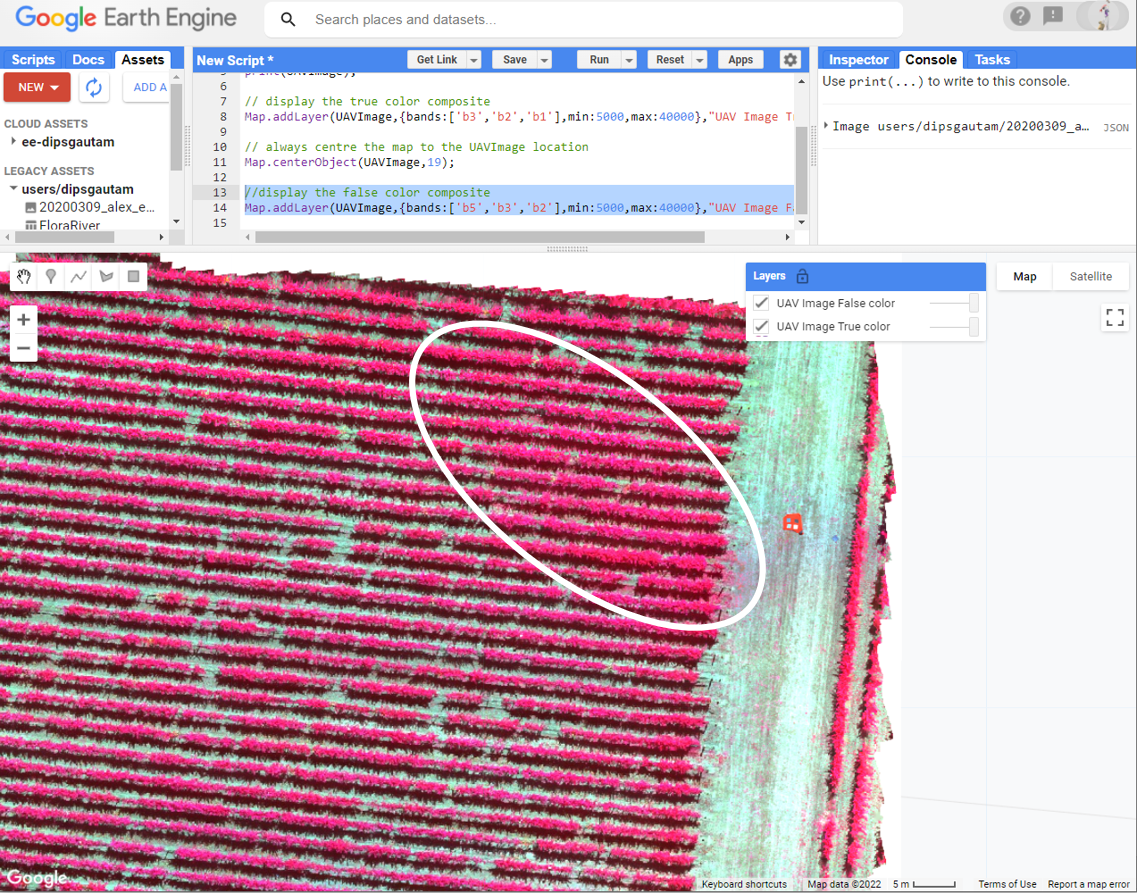 Google Earth Engine
Search places and datasets...
Scripts Docs Assets
NEW
ADD A
CLOUD ASSETS
ee-dipsgautam
LEGACY ASSETS
users/dipsgautam
20200309_alex_e...
FloraRiver
New Script *
Get Link Save Run Reset Apps
5 print(UAVImage);
6
7 // display the true color composite
8 Map.addLayer(UAVImage,{bands:['b3','b2','b1'],min:5000,max:40000},"UAV Image T
9
10 // always centre the map to the UAVImage location
11 Map.centerObject(UAVImage,19);
12
13 //display the false color composite
14 Map.addLayer(UAVImage,{bands:['b5','b3','b2'],min:5000,max:40000},"UAV Image F
15
Inspector Console Tasks
Use print(...) to write to this console.
Image users/dipsgautam/20200309_a... JSON
Layers
UAV Image False color
UAV Image True color
Map Satellite
+
−
Google
Keyboard shortcuts Map data ©2022 5 m Terms of Use Report a map error